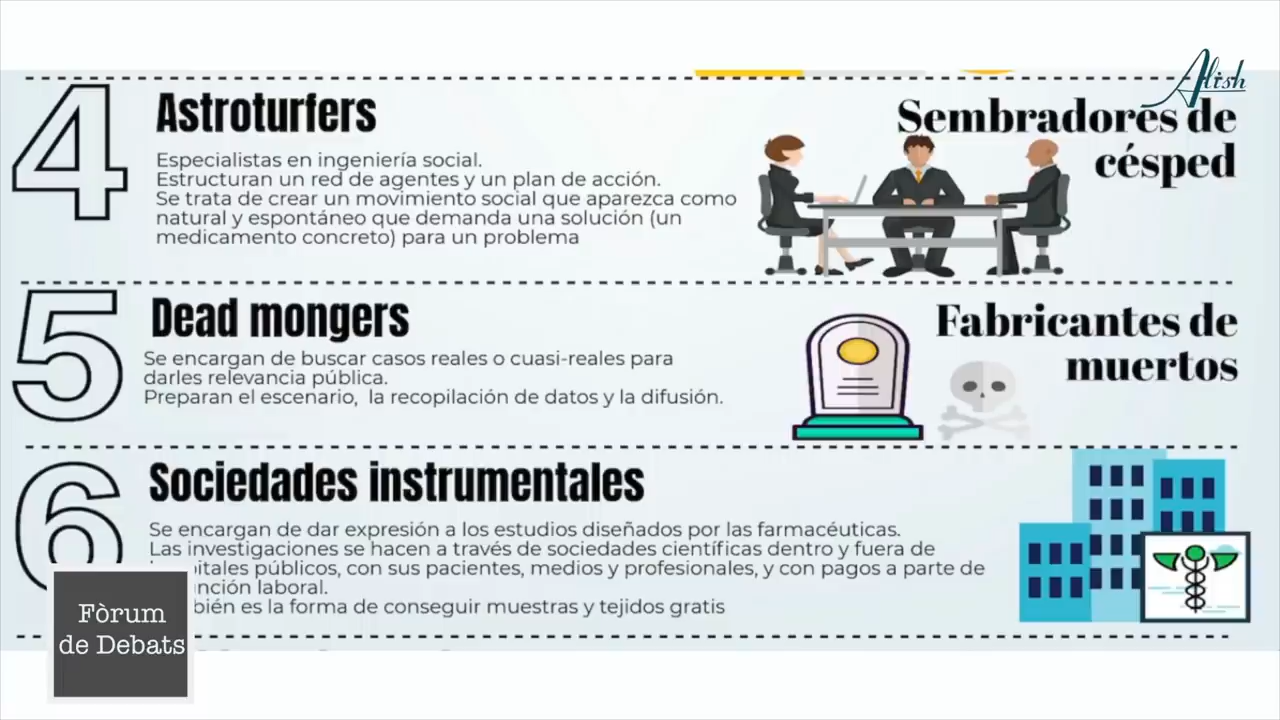 Alish
4
Astroturfers
Sembradores de
césped
Especialistas en ingeniería social.
Estructuran un red de agentes y un plan de acción.
Se trata de crear un movimiento social que aparezca como
natural y espontáneo que demanda una solución (un
medicamento concreto) para un problema
5
Dead mongers
Fabricantes de
muertos
Se encargan de buscar casos reales o cuasi-reales para
darles relevancia pública.
Preparan el escenario, la recopilación de datos y la difusión.
6
Sociedades instrumentales
Se encargan de dar expresión a los estudios diseñados por las farmacéuticas.
Las investigaciones se hacen a través de sociedades científicas dentro y fuera de
públicos, con sus pacientes, medios y profesionales, y con pagos a parte de
laboral.
es la forma de conseguir muestras y tejidos gratis
Fòrum
de Debats